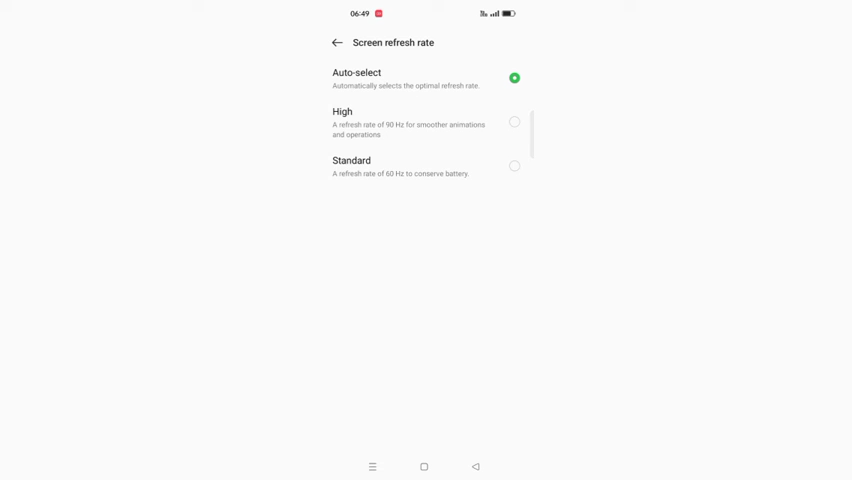 06:49
Screen refresh rate
Auto-select
Automatically selects the optimal refresh rate.
High
A refresh rate of 90 Hz for smoother animations
and operations
Standard
A refresh rate of 60 Hz to conserve battery.